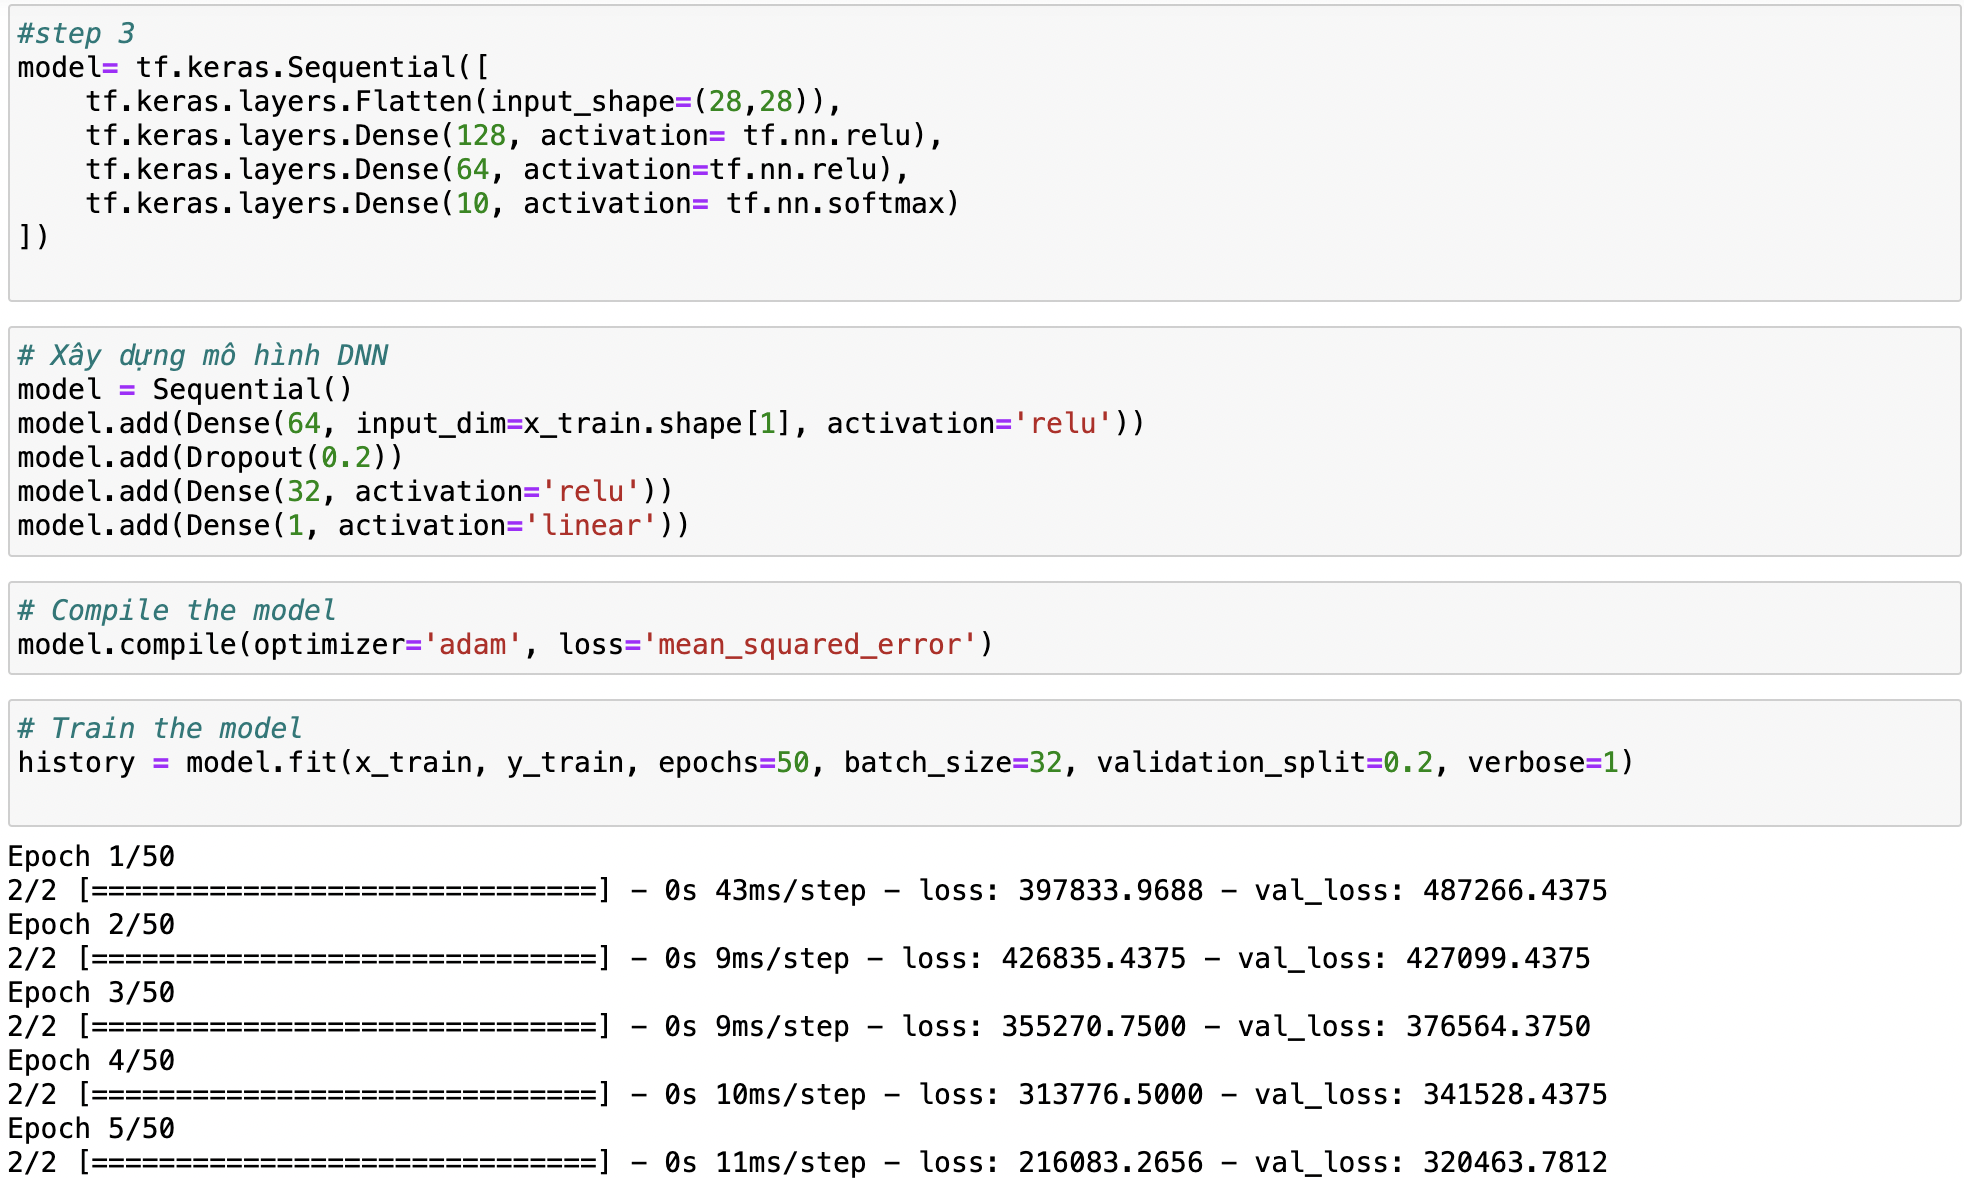 #step 3
model= tf.keras.Sequential([
    tf.keras.layers.Flatten(input_shape=(28,28)),
    tf.keras.layers.Dense(128, activation= tf.nn.relu),
    tf.keras.layers.Dense(64, activation=tf.nn.relu),
    tf.keras.layers.Dense(10, activation= tf.nn.softmax)
])
# Xây dựng mô hình DNN
model = Sequential()
model.add(Dense(64, input_dim=x_train.shape[1], activation='relu'))
model.add(Dropout(0.2))
model.add(Dense(32, activation='relu'))
model.add(Dense(1, activation='linear'))
# Compile the model
model.compile(optimizer='adam', loss='mean_squared_error')
# Train the model
history = model.fit(x_train, y_train, epochs=50, batch_size=32, validation_split=0.2, verbose=1)
Epoch 1/50
2/2 [==============================] - 0s 43ms/step - loss: 397833.9688 - val_loss: 487266.4375
Epoch 2/50
2/2 [==============================] - 0s 9ms/step - loss: 426835.4375 - val_loss: 427099.4375
Epoch 3/50
2/2 [==============================] - 0s 9ms/step - loss: 355270.7500 - val_loss: 376564.3750
Epoch 4/50
2/2 [==============================] - 0s 10ms/step - loss: 313776.5000 - val_loss: 341528.4375
Epoch 5/50
2/2 [==============================] - 0s 11ms/step - loss: 216083.2656 - val_loss: 320463.7812